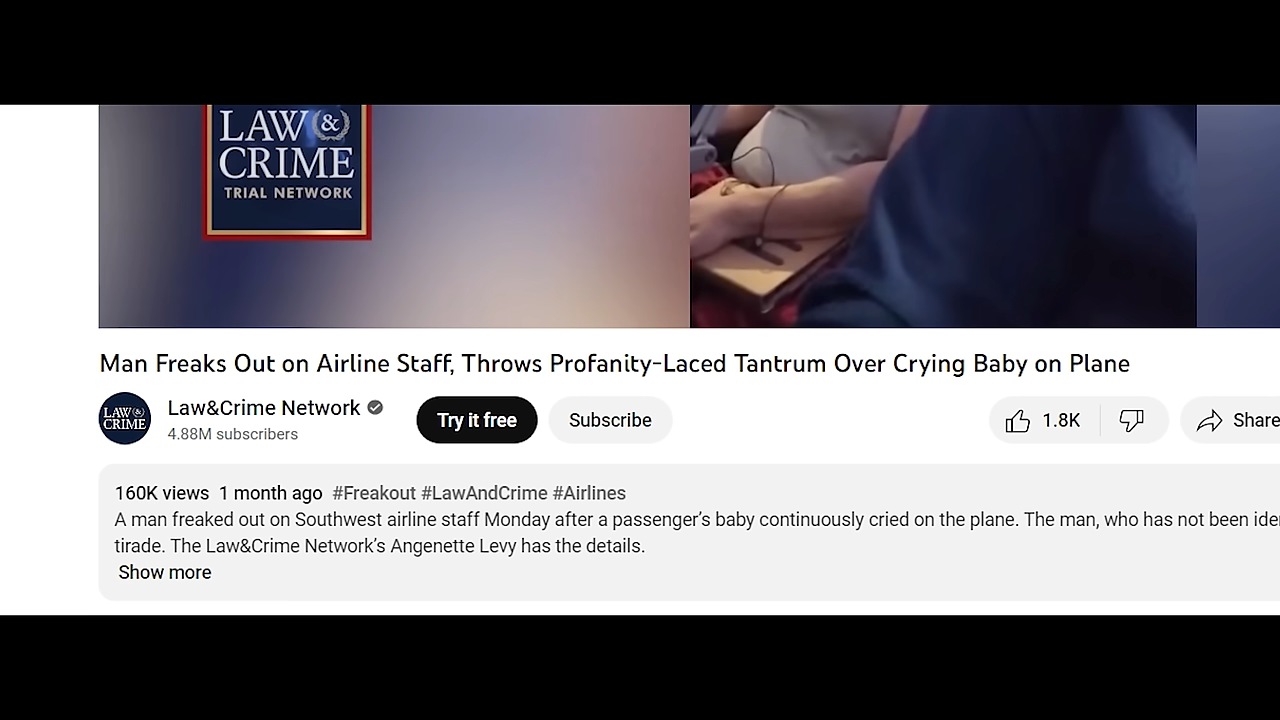 LAW &
CRIME
TRIAL NETWORK
Man Freaks Out on Airline Staff, Throws Profanity-Laced Tantrum Over Crying Baby on Plane
LAW &
CRIME
Law&Crime Network
4.88M subscribers
Try it free
Subscribe
1.8K
Share
160K views 1 month ago #Freakout #LawAndCrime #Airlines
A man freaked out on Southwest airline staff Monday after a passenger's baby continuously cried on the plane. The man, who has not been ide
tirade. The Law&Crime Network's Angenette Levy has the details.
Show more